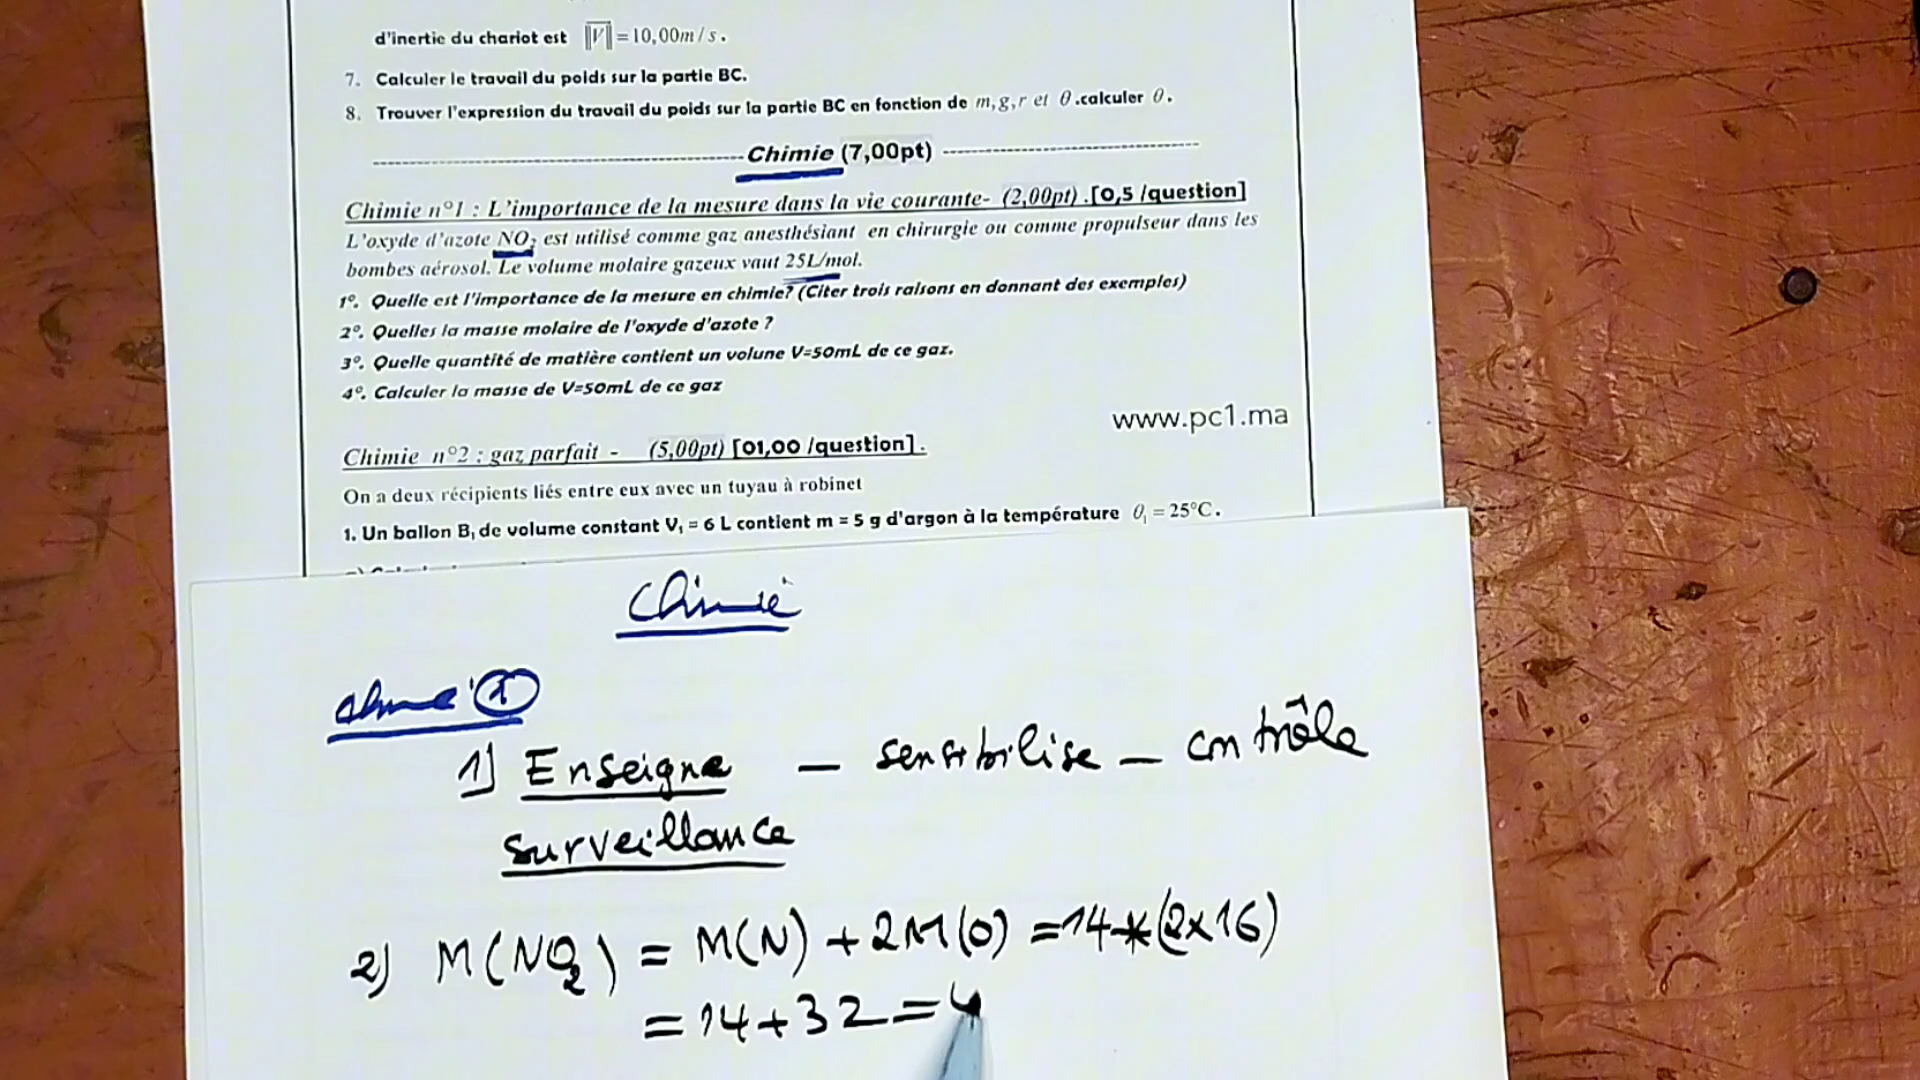 d'inertie du chariot est ||V|| = 10,00m / s .
7. Calculer le travail du poids sur la partie BC.
8. Trouver l'expression du travail du poids sur la partie BC en fonction de m,g,r et θ .calculer θ .
Chimie (7,00pt)
Chimie n°1 : L'importance de la mesure dans la vie courante- (2,00pt) .[0,5 /question]
L'oxyde d'azote NO2 est utilisé comme gaz anesthésiant en chirurgie ou comme propulseur dans les
bombes aérosol. Le volume molaire gazeux vaut 25L/mol.
1°. Quelle est l'importance de la mesure en chimie? (Citer trois raisons en donnant des exemples)
2°. Quelles la masse molaire de l'oxyde d'azote ?
3°. Quelle quantité de matière contient un volune V=50mL de ce gaz.
4°. Calculer la masse de V=50mL de ce gaz
www.pc1.ma
Chimie n°2 : gaz parfait - (5,00pt) [01,00 /question] .
On a deux récipients liés entre eux avec un tuyau à robinet
1. Un ballon B1 de volume constant V1 = 6 L contient m = 5 g d'argon à la température θ1 = 25°C .
Chimie
chimie 1
1) Enseigne — sensibilise — contrôle
surveillance
2) M(NO2) = M(N) + 2M(O) = 14+(2x16)
= 14+32 = 4